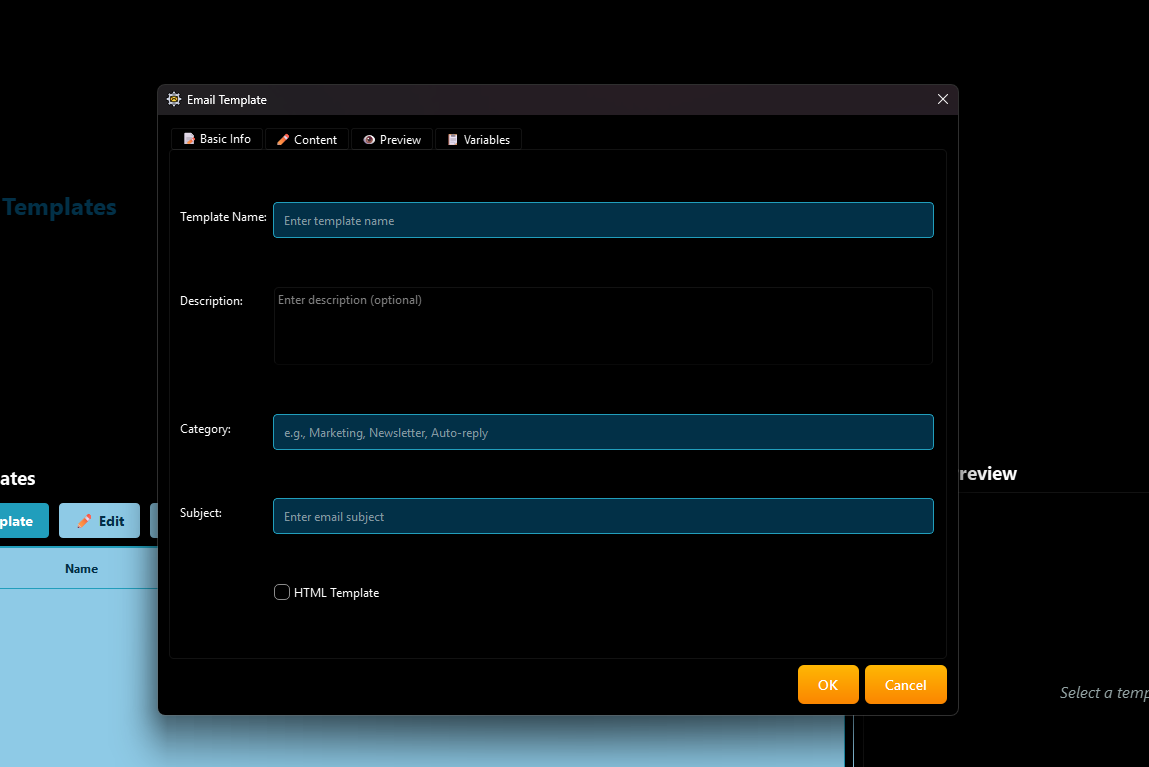 Email Template
Basic Info
Content
Preview
Variables
Templates
Template Name:
Enter template name
Description:
Enter description (optional)
Category:
e.g., Marketing, Newsletter, Auto-reply
ates
review
Subject:
Enter email subject
plate
Edit
Name
HTML Template
OK
Cancel
Select a temp